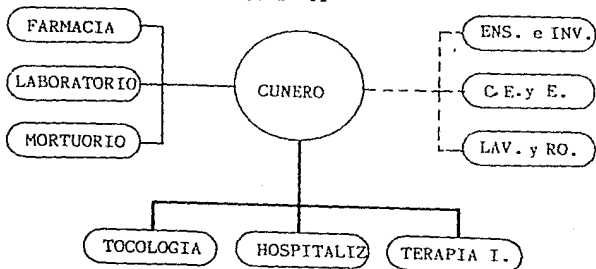 FARMACIA
LABORATORIO
MORTUORIO
CUNERO
ENS. e INV.
C.E. y E.
LAV. y RO.
TOCOLOGIA
HOSPITALIZ
TERAPIA I.